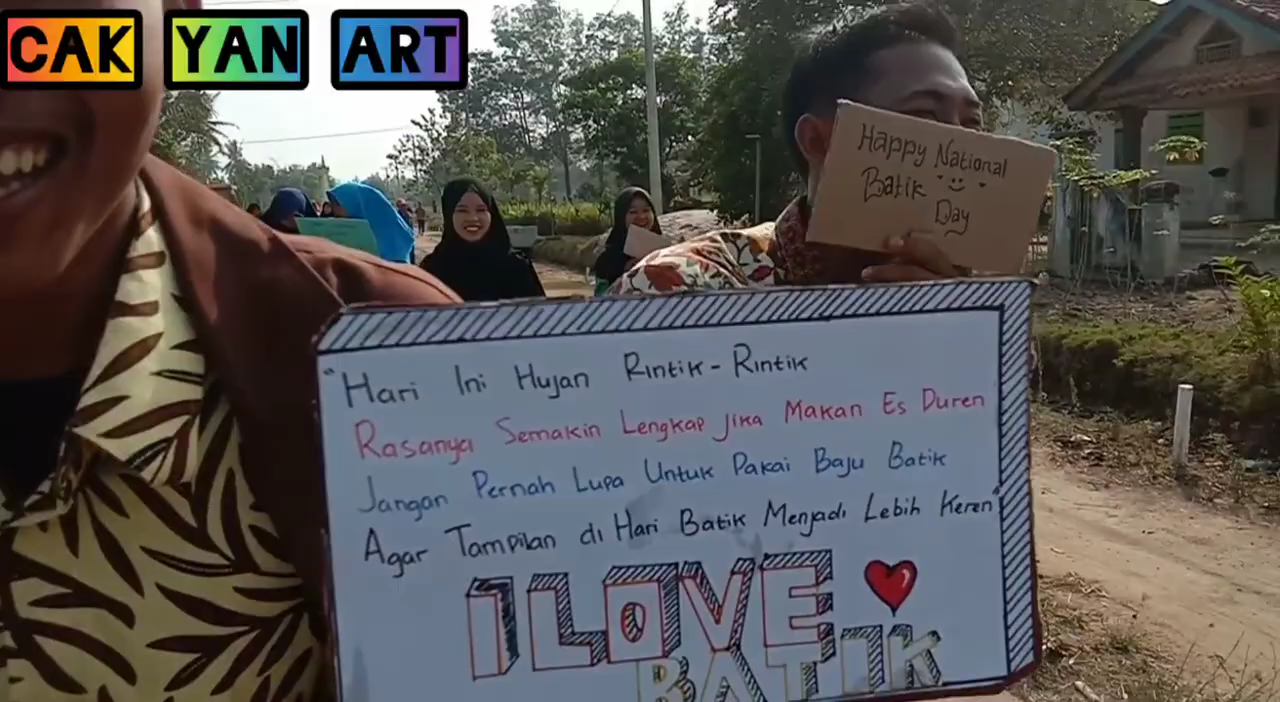 CAK YAN ART
Happy National
Batik
Day
"Hari Ini Hujan Rintik-Rintik
Rasanya Semakin Lengkap Jika Makan Es Duren
Jangan Pernah Lupa Untuk Pakai Baju Batik
Agar Tampilan di Hari Batik Menjadi Lebih Keren"
I LOVE
BATIK